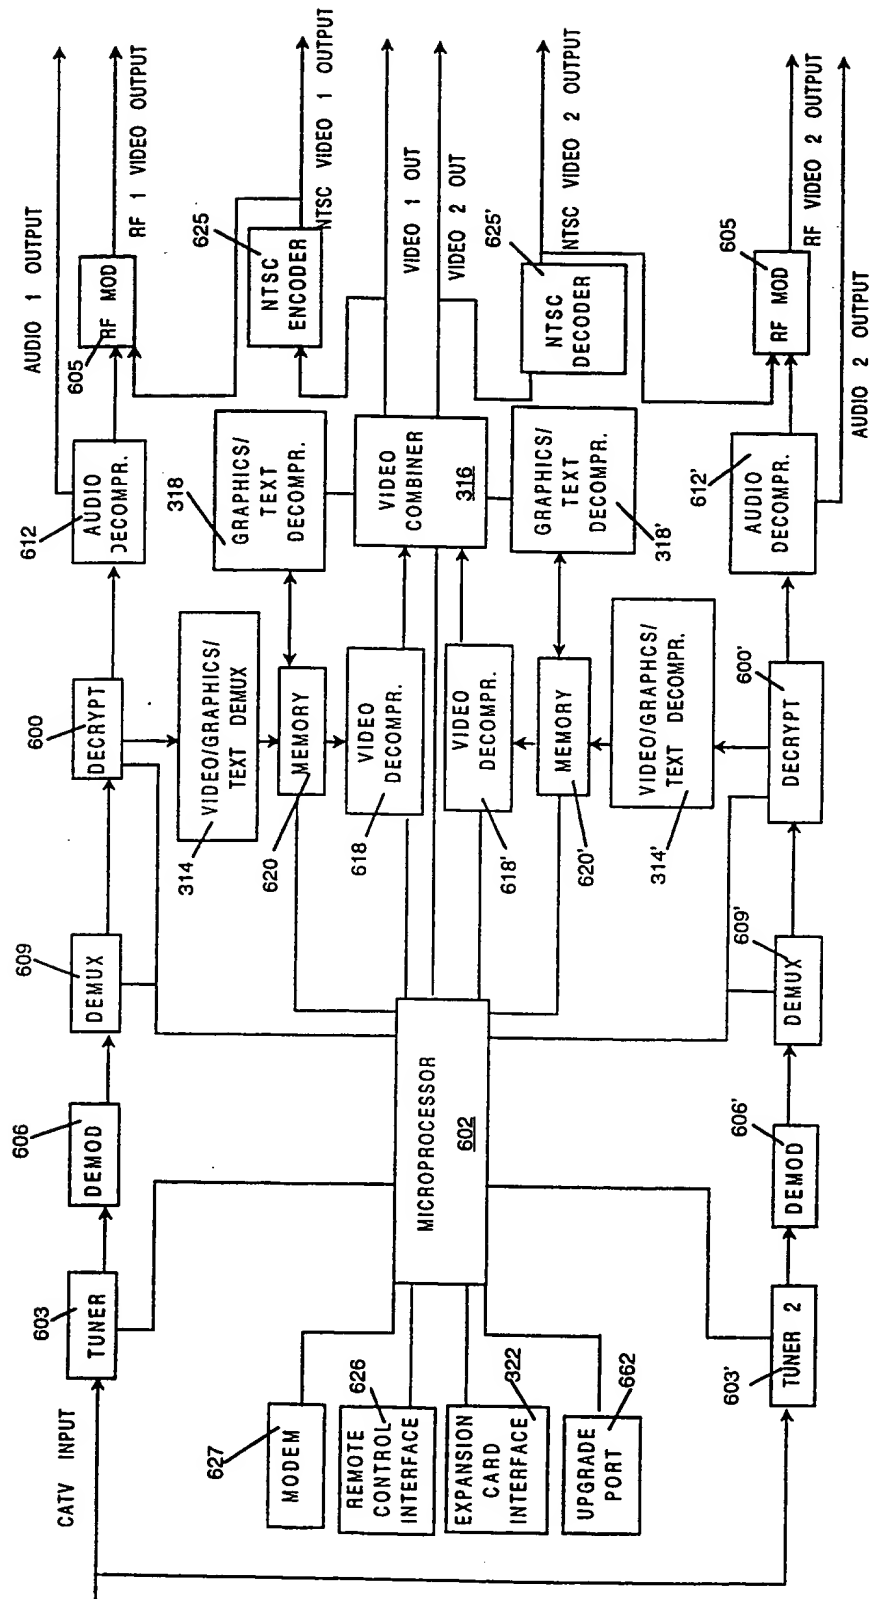 CATV INPUT
603
TUNER
606
DEMOD
609
DEMUX
600
DECRYPT
612
AUDIO
DECOMPR.
AUDIO 1 OUTPUT
605
RF MOD
RF 1 VIDEO OUTPUT
314
VIDEO/GRAPHICS/
TEXT DEMUX
318
GRAPHICS/
TEXT
DECOMPR.
625
NTSC
ENCODER
NTSC VIDEO 1 OUTPUT
627
MODEM
620
MEMORY
626
REMOTE
CONTROL
INTERFACE
618
VIDEO
DECOMPR.
MICROPROCESSOR
602
VIDEO
COMBINER
316
VIDEO 1 OUT
VIDEO 2 OUT
322
EXPANSION
CARD
INTERFACE
618'
VIDEO
DECOMPR.
662
UPGRADE
PORT
620'
MEMORY
318'
GRAPHICS/
TEXT
DECOMPR.
625'
NTSC
DECODER
NTSC VIDEO 2 OUTPUT
314'
VIDEO/GRAPHCS/
TEXT DECOMPR.
603'
TUNER 2
606'
DEMOD
609'
DEMUX
600'
DECRYPT
612'
AUDIO
DECOMPR.
605
RF MOD
RF VIDEO 2 OUTPUT
AUDIO 2 OUTPUT